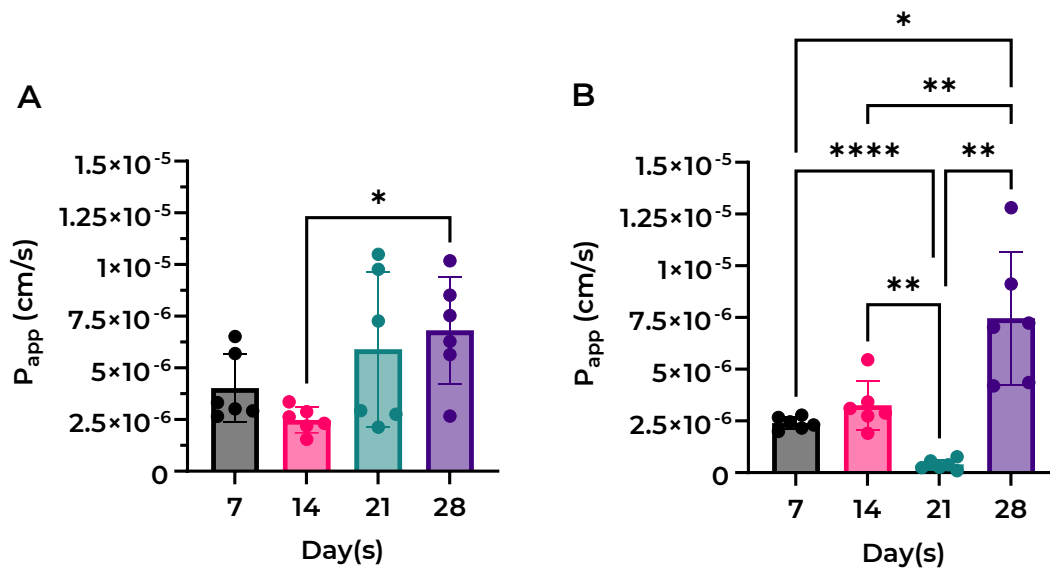 A
P_app (cm/s)
1.5×10^-5
1.25×10^-5
1×10^-5
7.5×10^-6
5×10^-6
2.5×10^-6
0
*
7 14 21 28
Day(s)
B
P_app (cm/s)
1.5×10^-5
1.25×10^-5
1×10^-5
7.5×10^-6
5×10^-6
2.5×10^-6
0
*
**
**** **
**
7 14 21 28
Day(s)